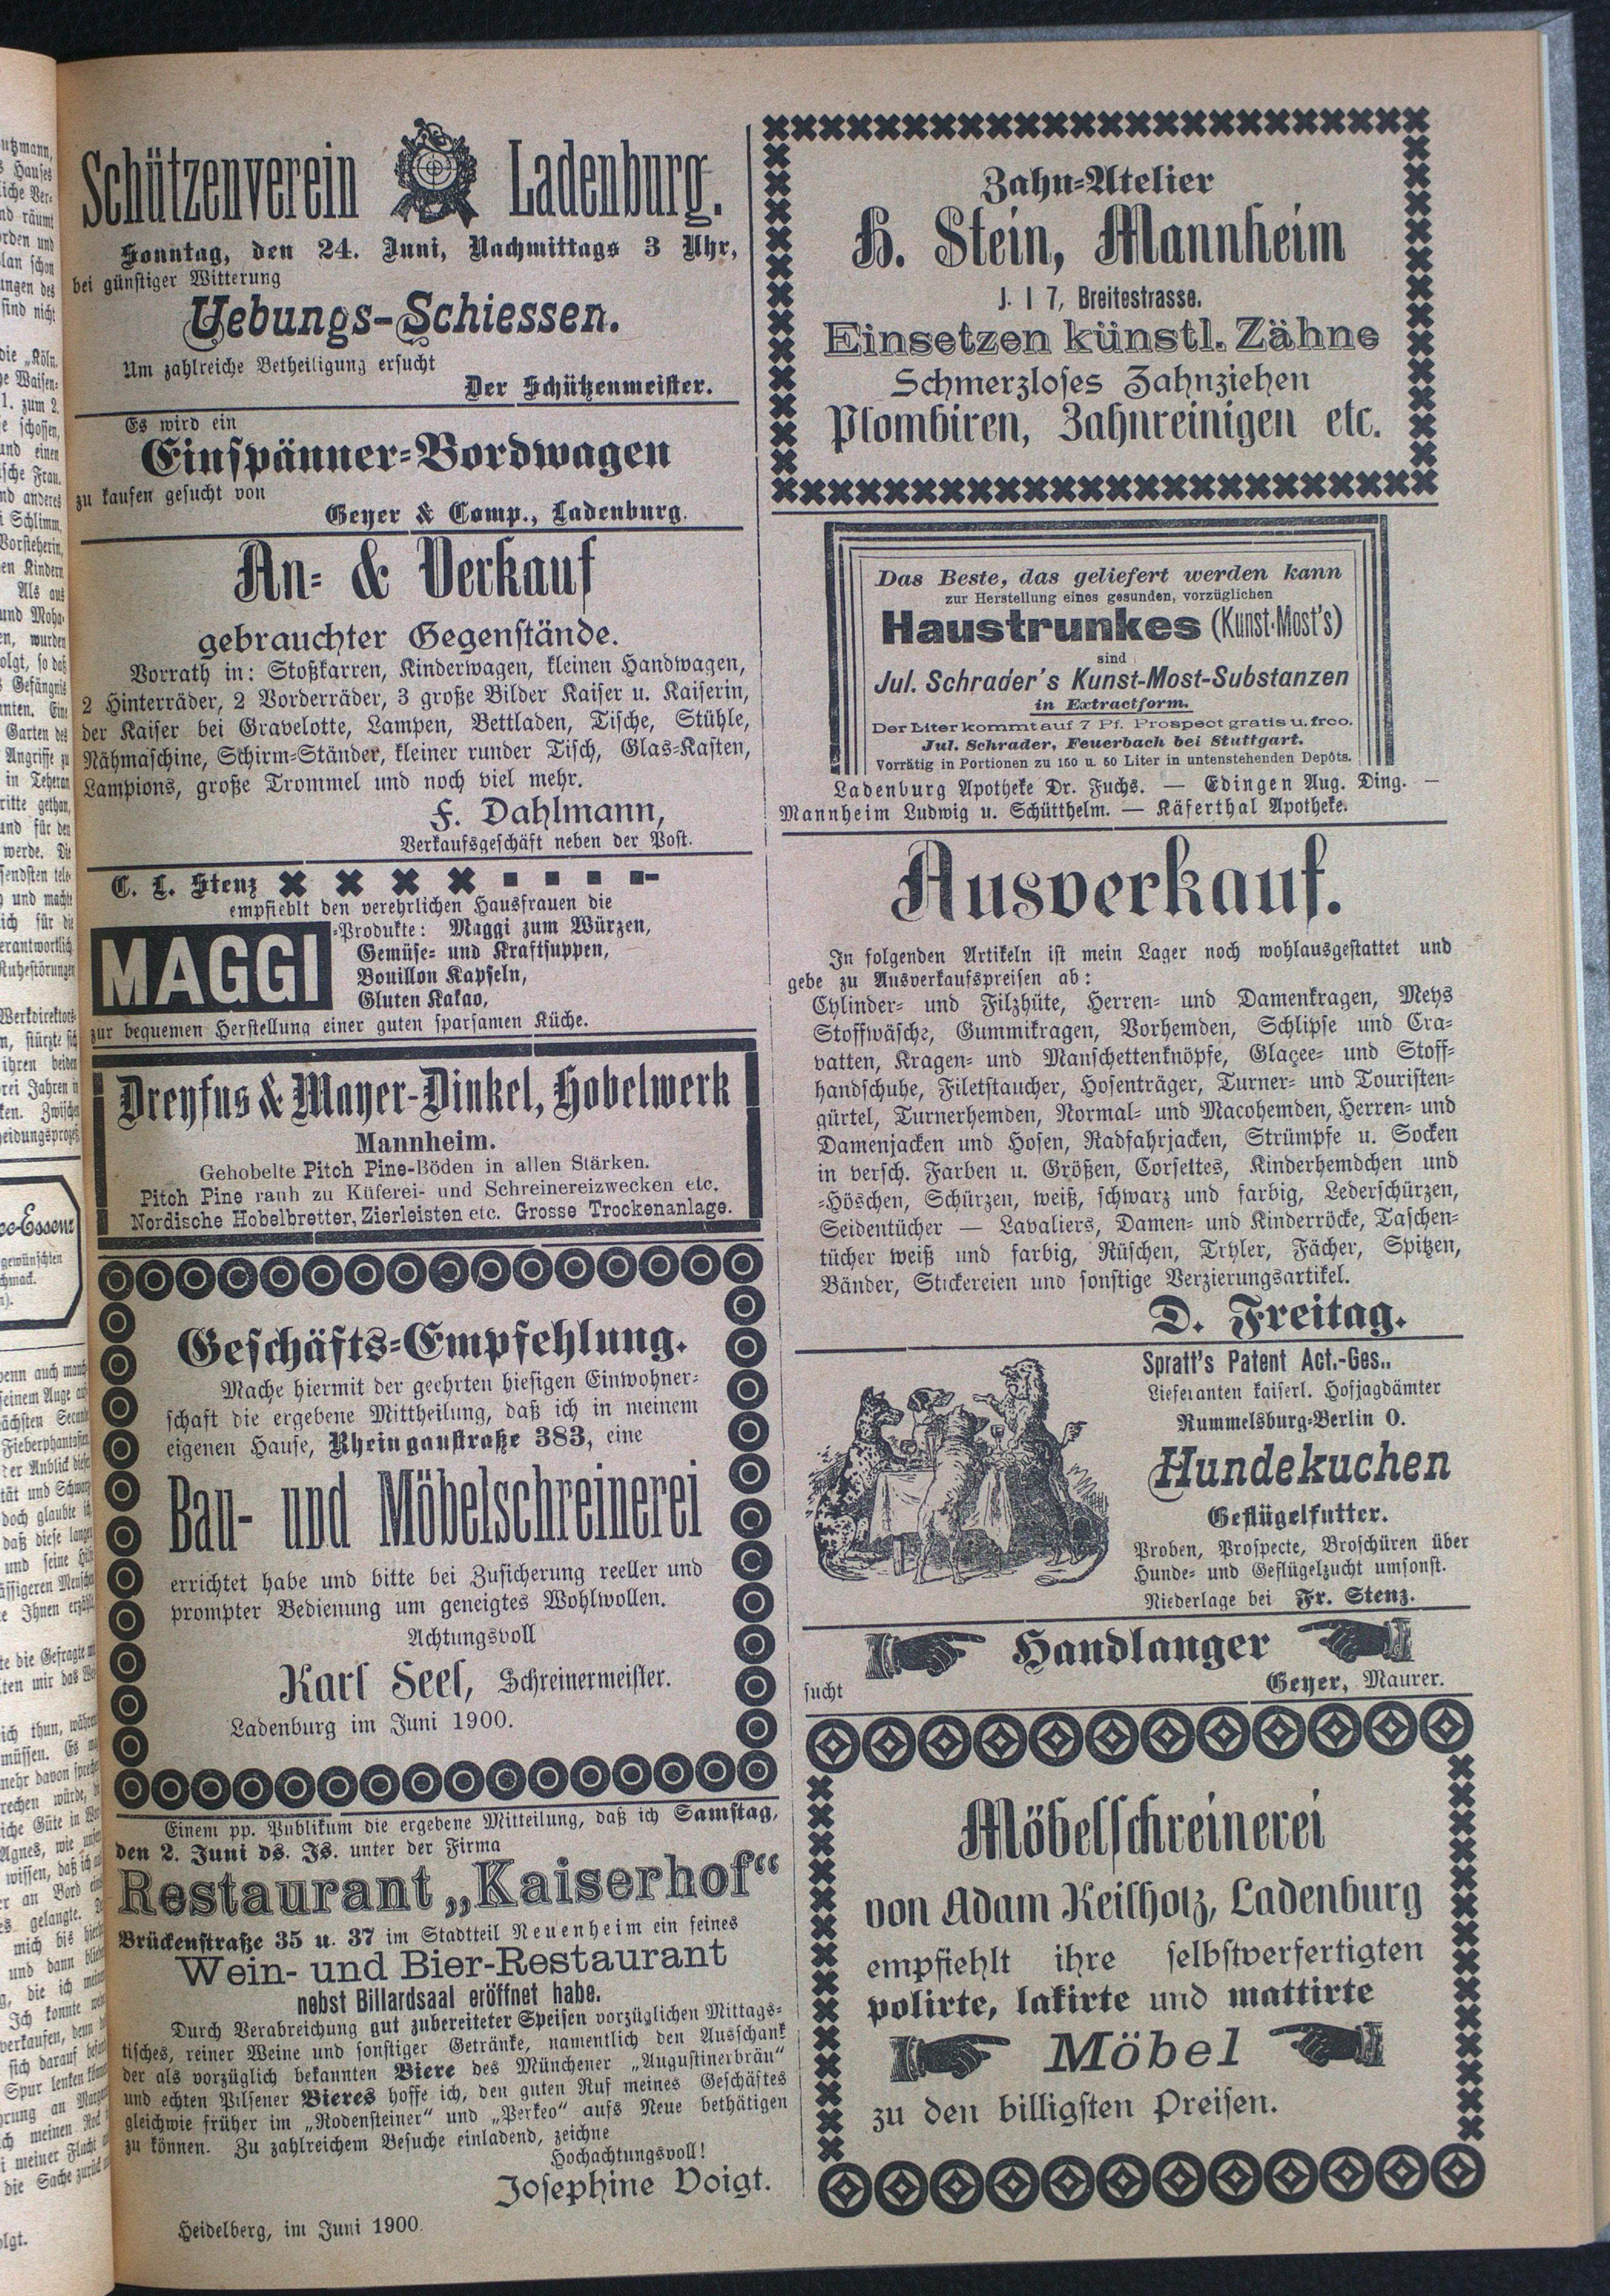 Schützenverein Ladenburg.
Sonntag, den 24. Juni, Nachmittags 3 Uhr,
bei günstiger Witterung
Uebungs-Schiessen.
Um zahlreiche Betheiligung ersucht
Der Schützenmeister.
Es wird ein
Einspänner-Bordwagen
zu kaufen gesucht von
Geyer & Comp., Ladenburg.
An- & Verkauf
gebrauchter Gegenstände.
Vorrath in: Stoßkarren, Kinderwagen, kleinen Handwagen,
2 Hinterräder, 2 Vorderräder, 3 große Bilder Kaiser u. Kaiserin,
der Kaiser bei Gravelotte, Lampen, Bettladen, Tische, Stühle,
Nähmaschine, Schirm-Ständer, kleiner runder Tisch, Glas-Kasten,
Lampions, große Trommel und noch viel mehr.
F. Dahlmann,
Verkaufsgeschäft neben der Post.
C. L. Stenz
empfiehlt den verehrlichen Hausfrauen die
MAGGI -Produkte: Maggi zum Würzen,
Gemüse- und Kraftsuppen,
Bouillon Kapseln,
Gluten Kakao,
zur bequemen Herstellung einer guten sparsamen Küche.
Dreyfus & Mayer-Dinkel, Hobelwerk
Mannheim.
Gehobelte Pitch Pine-Böden in allen Stärken.
Pitch Pine rauh zu Küferei- und Schreinereizwecken etc.
Nordische Hobelbretter, Zierleisten etc. Grosse Trockenanlage.
Geschäfts-Empfehlung.
Mache hiermit der geehrten hiesigen Einwohner-
schaft die ergebene Mittheilung, daß ich in meinem
eigenen Hause, Rheingaustraße 383, eine
Bau- und Möbelschreinerei
errichtet habe und bitte bei Zusicherung reeller und
prompter Bedienung um geneigtes Wohlwollen.
Achtungsvoll
Karl Seel, Schreinermeister.
Ladenburg im Juni 1900.
Einem pp. Publikum die ergebene Mitteilung, daß ich Samstag,
den 2. Juni ds. Js. unter der Firma
Restaurant „Kaiserhof“
Brückenstraße 35 u. 37 im Stadtteil Neuenheim ein feines
Wein- und Bier-Restaurant
nebst Billardsaal eröffnet habe.
Durch Verabreichung gut zubereiteter Speisen vorzüglichen Mittags-
tisches, reiner Weine und sonstiger Getränke, namentlich den Ausschank
der als vorzüglich bekannten Biere des Münchener „Augustinerbräu“
und echten Pilsener Bieres hoffe ich, den guten Ruf meines Geschäftes
gleichwie früher im „Rodensteiner“ und „Perkeo“ aufs Neue bethätigen
zu können. Zu zahlreichem Besuche einladend, zeichne
Hochachtungsvoll!
Josephine Voigt.
Heidelberg, im Juni 1900.
Zahn-Atelier
H. Stein, Mannheim
J. 1 7, Breitestrasse.
Einsetzen künstl. Zähne
Schmerzloses Zahnziehen
Plombiren, Zahnreinigen etc.
Das Beste, das geliefert werden kann
zur Herstellung eines gesunden, vorzüglichen
Haustrunkes (Kunst-Most's)
sind
Jul. Schrader's Kunst-Most-Substanzen
in Extractform.
Der Liter kommt auf 7 Pf. Prospect gratis u. frco.
Jul. Schrader, Feuerbach bei Stuttgart.
Vorrätig in Portionen zu 150 u. 50 Liter in untenstehenden Depôts.
Ladenburg Apotheke Dr. Fuchs. — Edingen Aug. Ding. —
Mannheim Ludwig u. Schütthelm. — Käferthal Apotheke.
Ausverkauf.
In folgenden Artikeln ist mein Lager noch wohlausgestattet und
gebe zu Ausverkaufspreisen ab:
Cylinder- und Filzhüte, Herren- und Damenkragen, Meys
Stoffwäsche, Gummikragen, Vorhemden, Schlipse und Cra-
vatten, Kragen- und Manschettenknöpfe, Glaçee- und Stoff-
handschuhe, Filetstaucher, Hosenträger, Turner- und Touristen-
gürtel, Turnerhemden, Normal- und Macohemden, Herren- und
Damenjacken und Hosen, Radfahrjacken, Strümpfe u. Socken
in versch. Farben u. Größen, Corsettes, Kinderhemdchen und
-Höschen, Schürzen, weiß, schwarz und farbig, Lederschürzen,
Seidentücher — Lavaliers, Damen- und Kinderröcke, Taschen-
tücher weiß und farbig, Rüschen, Tryler, Fächer, Spitzen,
Bänder, Stickereien und sonstige Verzierungsartikel.
D. Freitag.
Spratt's Patent Act.-Ges.,
Lieferanten kaiserl. Hofjagdämter
Rummelsburg-Berlin O.
Hundekuchen
Geflügelfutter.
Proben, Prospecte, Broschüren über
Hunde- und Geflügelzucht umsonst.
Niederlage bei Fr. Stenz.
Handlanger
sucht Geyer, Maurer.
Möbelschreinerei
von Adam Keilholz, Ladenburg
empfiehlt ihre selbstverfertigten
polirte, lakirte und mattirte
Möbel
zu den billigsten Preisen.